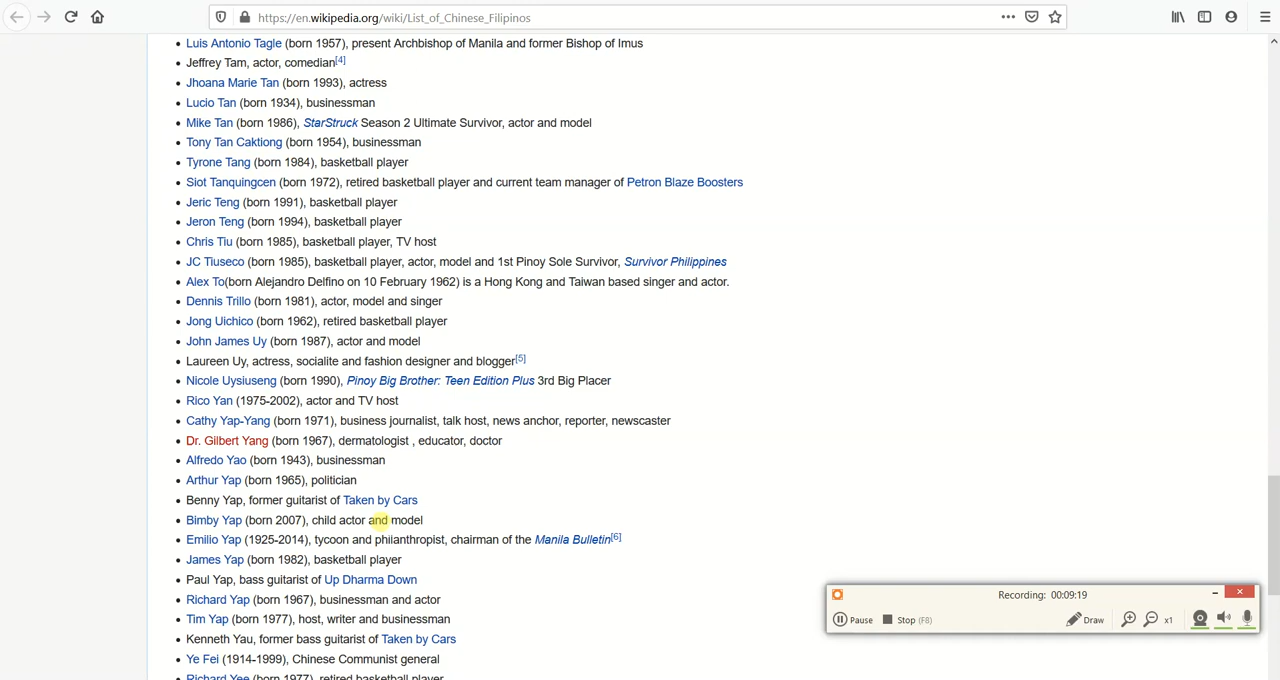 https://en.wikipedia.org/wiki/List_of_Chinese_Filipinos
• Luis Antonio Tagle (born 1957), present Archbishop of Manila and former Bishop of Imus
• Jeffrey Tam, actor, comedian[4]
• Jhoana Marie Tan (born 1993), actress
• Lucio Tan (born 1934), businessman
• Mike Tan (born 1986), StarStruck Season 2 Ultimate Survivor, actor and model
• Tony Tan Caktiong (born 1954), businessman
• Tyrone Tang (born 1984), basketball player
• Siot Tanquingcen (born 1972), retired basketball player and current team manager of Petron Blaze Boosters
• Jeric Teng (born 1991), basketball player
• Jeron Teng (born 1994), basketball player
• Chris Tiu (born 1985), basketball player, TV host
• JC Tiuseco (born 1985), basketball player, actor, model and 1st Pinoy Sole Survivor, Survivor Philippines
• Alex To(born Alejandro Delfino on 10 February 1962) is a Hong Kong and Taiwan based singer and actor.
• Dennis Trillo (born 1981), actor, model and singer
• Jong Uichico (born 1962), retired basketball player
• John James Uy (born 1987), actor and model
• Laureen Uy, actress, socialite and fashion designer and blogger[5]
• Nicole Uysiuseng (born 1990), Pinoy Big Brother: Teen Edition Plus 3rd Big Placer
• Rico Yan (1975-2002), actor and TV host
• Cathy Yap-Yang (born 1971), business journalist, talk host, news anchor, reporter, newscaster
• Dr. Gilbert Yang (born 1967), dermatologist , educator, doctor
• Alfredo Yao (born 1943), businessman
• Arthur Yap (born 1965), politician
• Benny Yap, former guitarist of Taken by Cars
• Bimby Yap (born 2007), child actor and model
• Emilio Yap (1925-2014), tycoon and philanthropist, chairman of the Manila Bulletin[6]
• James Yap (born 1982), basketball player
• Paul Yap, bass guitarist of Up Dharma Down
• Richard Yap (born 1967), businessman and actor
• Tim Yap (born 1977), host, writer and businessman
• Kenneth Yau, former bass guitarist of Taken by Cars
• Ye Fei (1914-1999), Chinese Communist general
• Richard Yee (born 1977), retired basketball player
Recording: 00:09:19
Pause Stop (F8) Draw x1